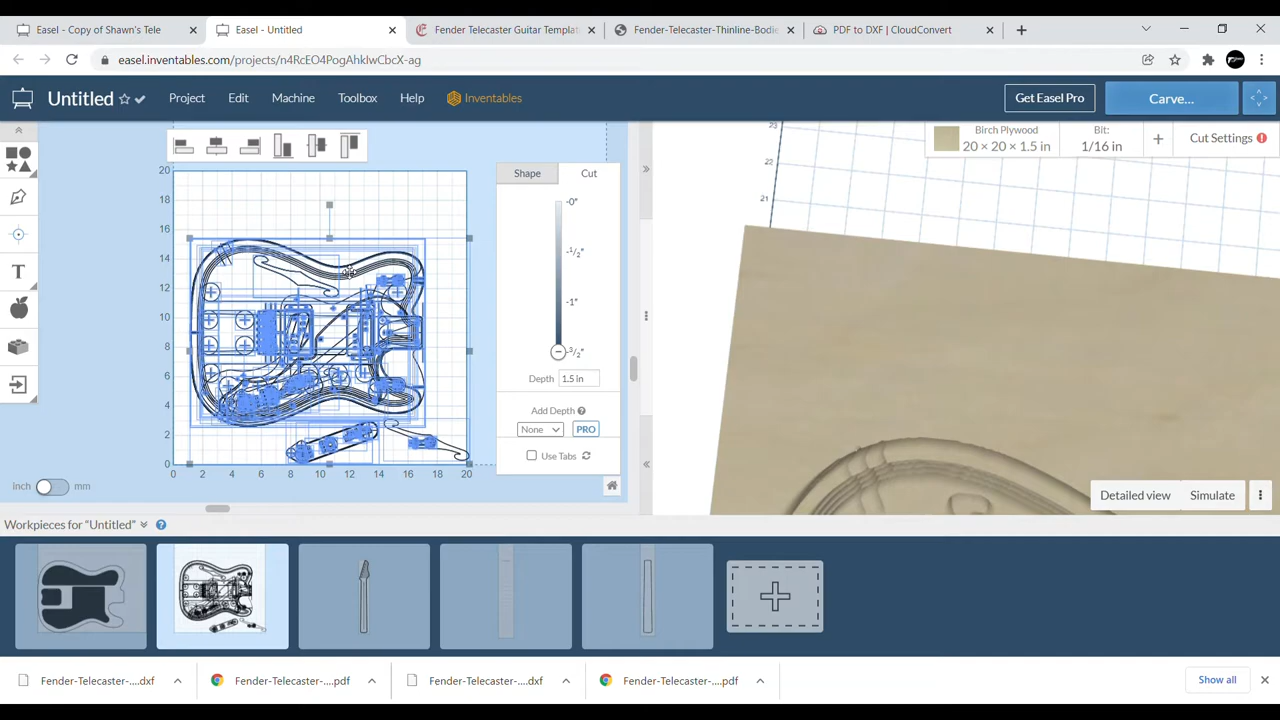 Easel - Copy of Shawn's Tele
Easel - Untitled
Fender Telecaster Guitar Templat
Fender-Telecaster-Thinline-Bodie
PDF to DXF | CloudConvert
easel.inventables.com/projects/n4RcEO4PogAhkIwCbcX-ag
Untitled
Project
Edit
Machine
Toolbox
Help
Inventables
Get Easel Pro
Carve...
Birch Plywood
20 × 20 × 1.5 in
Bit:
1/16 in
Cut Settings
Shape
Cut
-0"
-1/2"
-1"
-3/2"
Depth 1.5 in
Add Depth
None
PRO
Use Tabs
20
18
16
14
12
10
8
6
4
2
0
0 2 4 6 8 10 12 14 16 18 20
23
22
21
Inch
mm
Detailed view
Simulate
Workpieces for "Untitled"
Fender-Telecaster-....dxf
Fender-Telecaster-....pdf
Fender-Telecaster-....dxf
Fender-Telecaster-....pdf
Show all